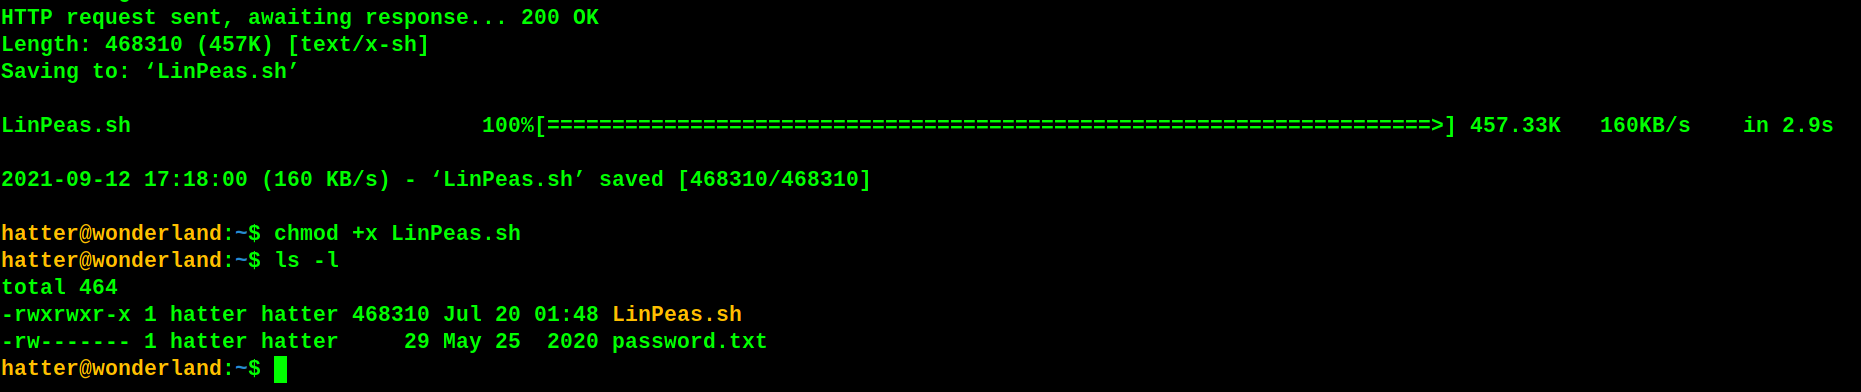 HTTP request sent, awaiting response... 200 OK
Length: 468310 (457K) [text/x-sh]
Saving to: ‘LinPeas.sh’
LinPeas.sh 100%[====================================================================>] 457.33K 160KB/s in 2.9s
2021-09-12 17:18:00 (160 KB/s) - ‘LinPeas.sh’ saved [468310/468310]
hatter@wonderland:~$ chmod +x LinPeas.sh
hatter@wonderland:~$ ls -l
total 464
-rwxrwxr-x 1 hatter hatter 468310 Jul 20 01:48 LinPeas.sh
-rw------- 1 hatter hatter     29 May 25  2020 password.txt
hatter@wonderland:~$